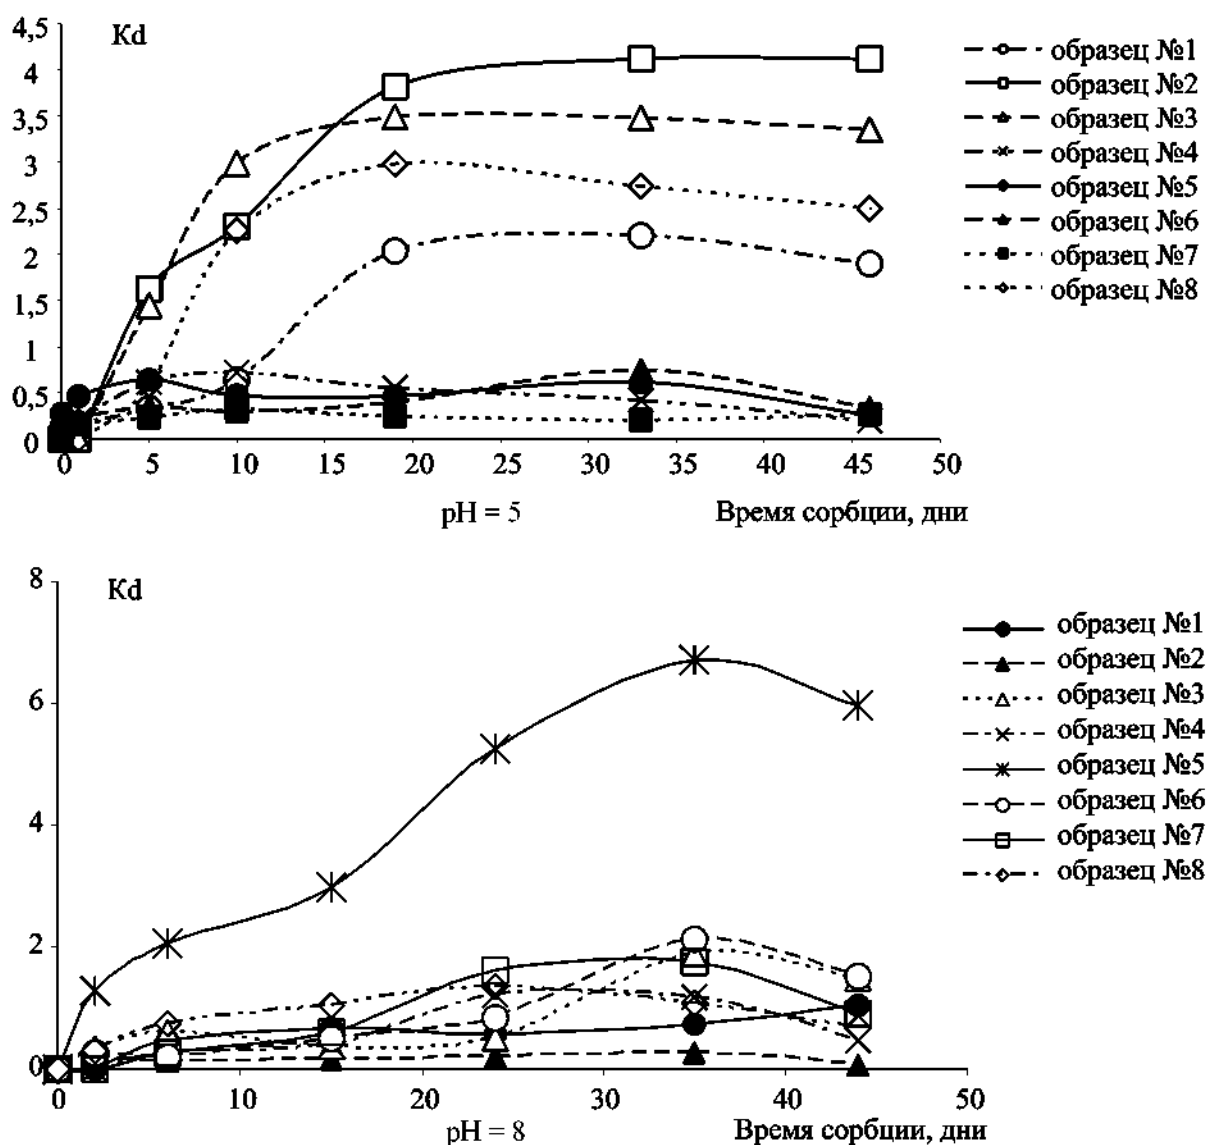 Kd
4,5
4
3,5
3
2,5
2
1,5
1
0,5
0
0 5 10 15 20 25 30 35 40 45 50
pH = 5 Время сорбции, дни
образец №1
образец №2
образец №3
образец №4
образец №5
образец №6
образец №7
образец №8
Kd
8
6
4
2
0
0 10 20 30 40 50
pH = 8 Время сорбции, дни
образец №1
образец №2
образец №3
образец №4
образец №5
образец №6
образец №7
образец №8